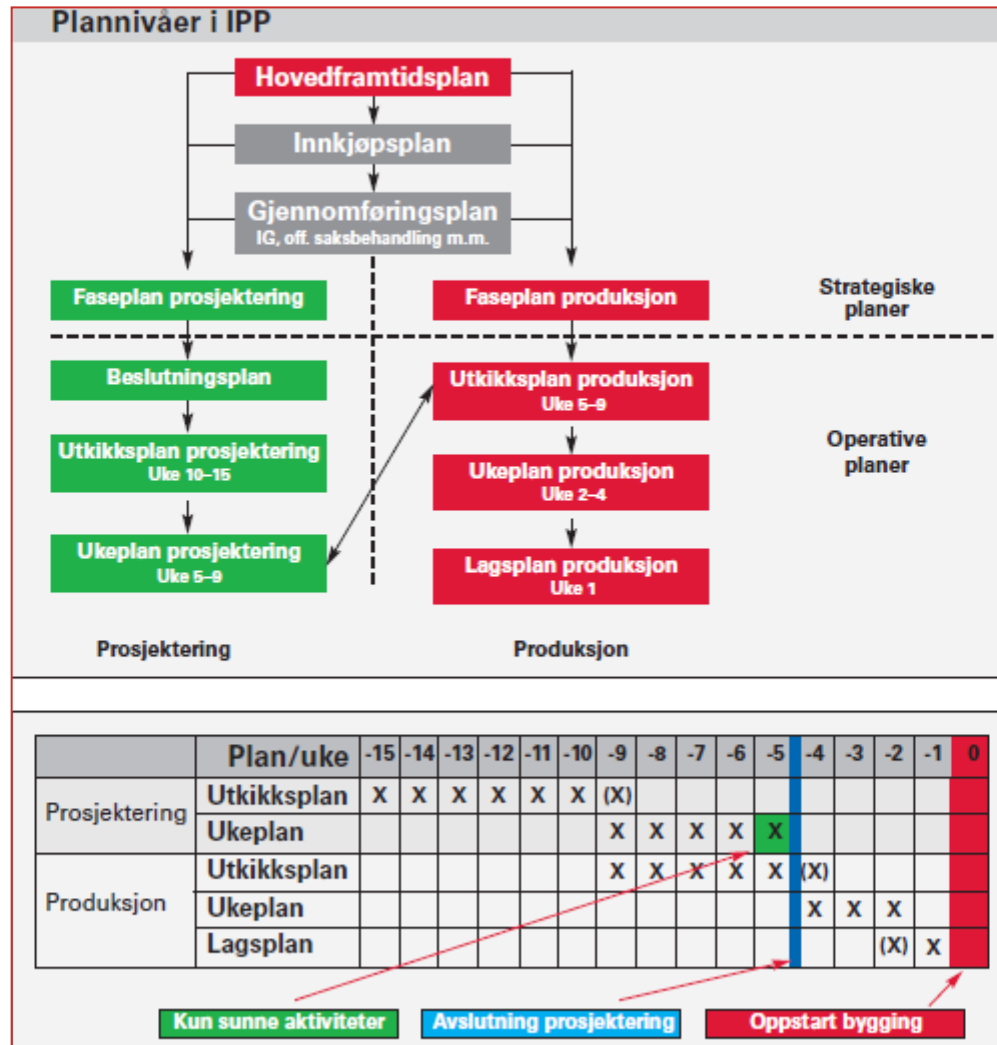 Plannivåer i IPP
Hovedframtidsplan
Innkjøpsplan
Gjennomføringsplan
IG, off. saksbehandling m.m.
Faseplan prosjektering
Faseplan produksjon
Strategiske
planer
Beslutningsplan
Utkikksplan produksjon
Uke 5–9
Utkikksplan prosjektering
Uke 10–15
Operative
planer
Ukeplan produksjon
Uke 2–4
Ukeplan prosjektering
Uke 5–9
Lagsplan produksjon
Uke 1
Prosjektering
Produksjon
Plan/uke -15 -14 -13 -12 -11 -10 -9 -8 -7 -6 -5 -4 -3 -2 -1 0
Prosjektering
Utkikksplan X X X X X X (X)
Ukeplan X X X X X
Produksjon
Utkikksplan X X X X X (X)
Ukeplan X X X
Lagsplan (X) X
Kun sunne aktiviteter
Avslutning prosjektering
Oppstart bygging